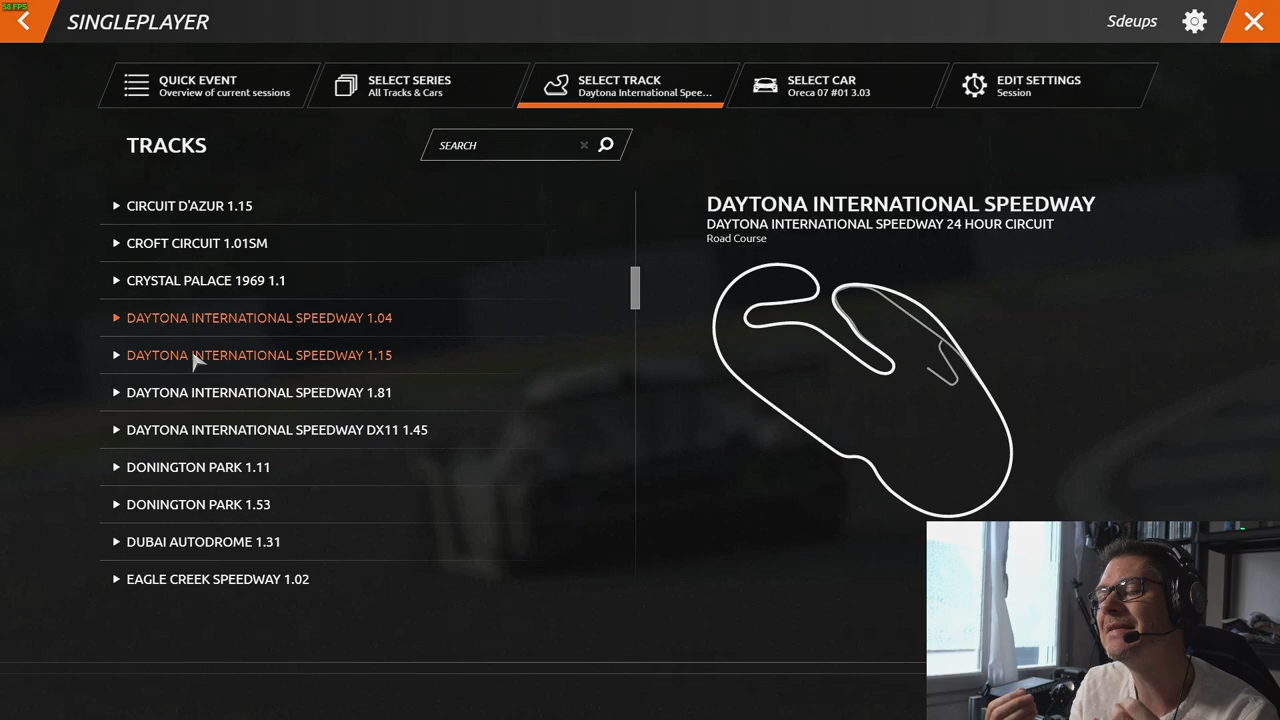 58 FPS
SINGLEPLAYER
Sdeups
QUICK EVENT
Overview of current sessions
SELECT SERIES
All Tracks & Cars
SELECT TRACK
Daytona International Spee...
SELECT CAR
Oreca 07 #01 3.03
EDIT SETTINGS
Session
TRACKS
SEARCH
CIRCUIT D'AZUR 1.15
CROFT CIRCUIT 1.01SM
CRYSTAL PALACE 1969 1.1
DAYTONA INTERNATIONAL SPEEDWAY 1.04
DAYTONA INTERNATIONAL SPEEDWAY 1.15
DAYTONA INTERNATIONAL SPEEDWAY 1.81
DAYTONA INTERNATIONAL SPEEDWAY DX11 1.45
DONINGTON PARK 1.11
DONINGTON PARK 1.53
DUBAI AUTODROME 1.31
EAGLE CREEK SPEEDWAY 1.02
DAYTONA INTERNATIONAL SPEEDWAY
DAYTONA INTERNATIONAL SPEEDWAY 24 HOUR CIRCUIT
Road Course